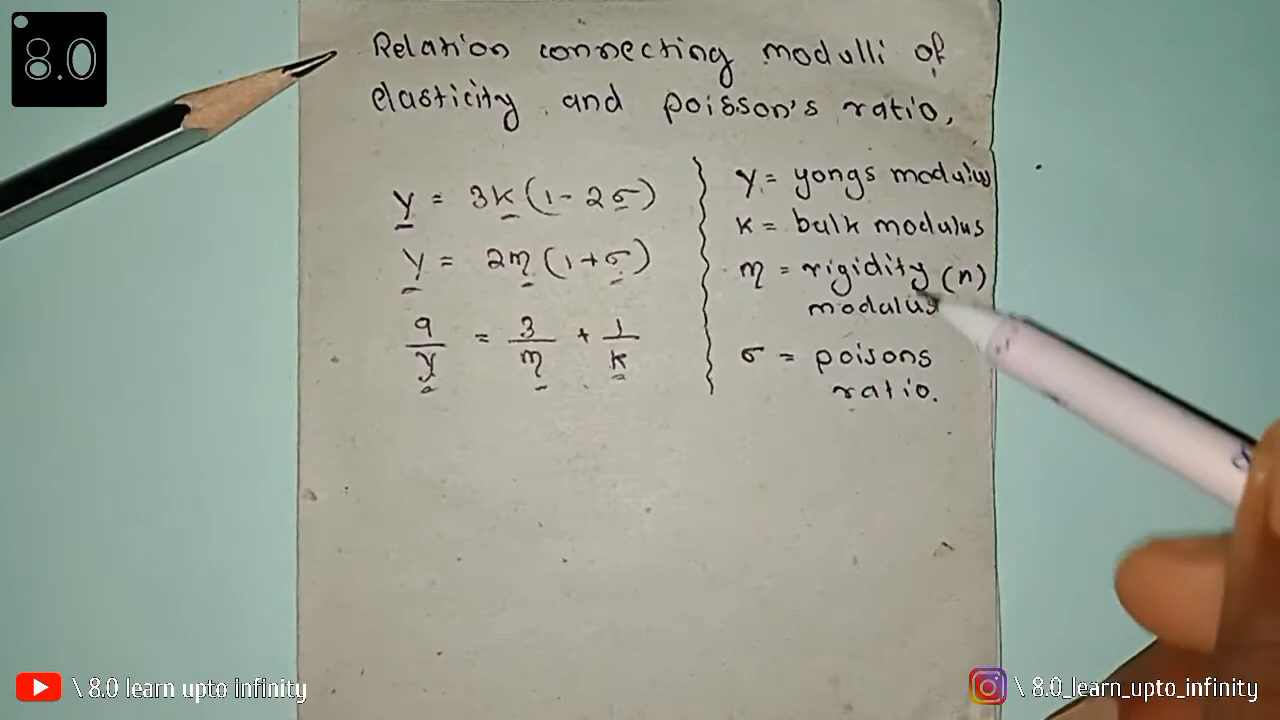 8.0
Relation connecting modulli of
elasticity and poisson's ratio,
y = 3k(1 - 2σ)
y = 2η(1+σ)
9/y = 3/η + 1/k
y = yongs modulus
k = bulk modulus
η = rigidity (n)
modulus
σ = poisons
ratio.
\ 8.0 learn upto infinity
\ 8.0_learn_upto_infinity